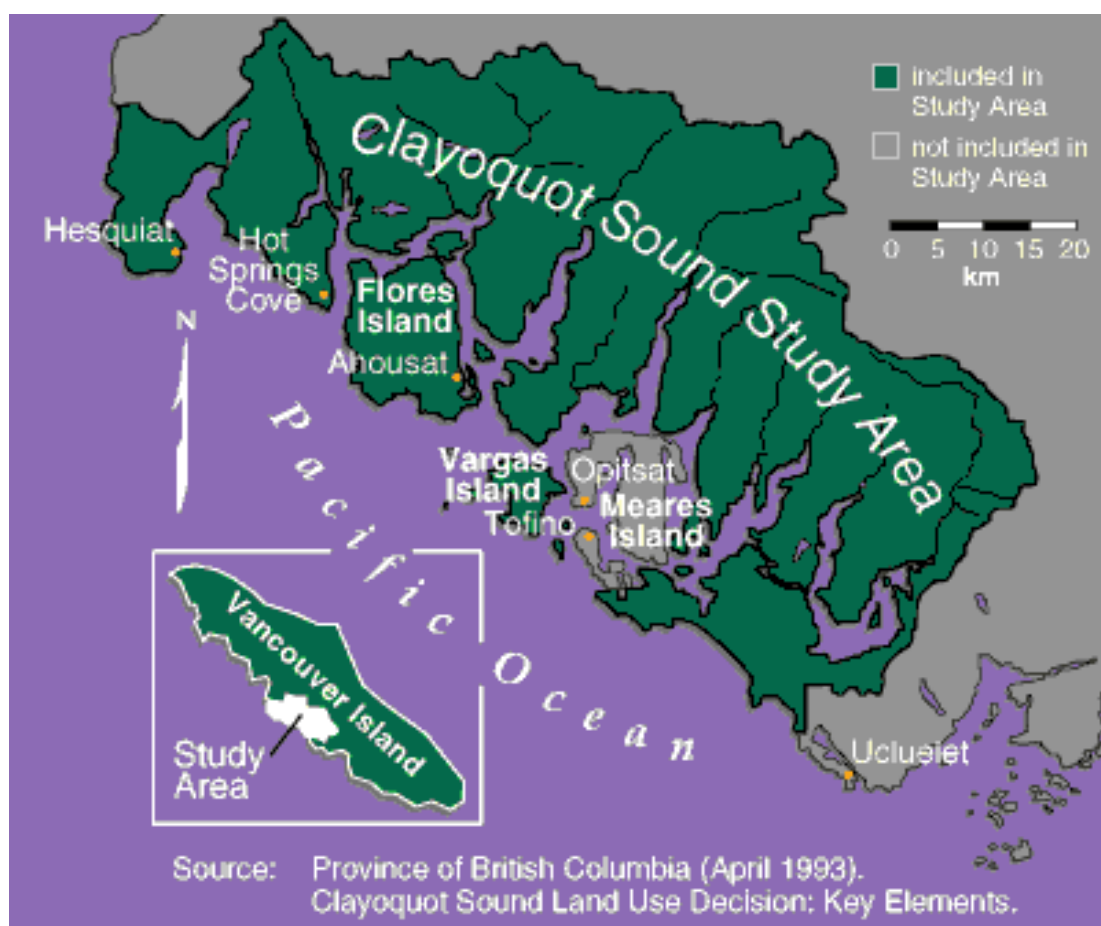 included in
Study Area
not included in
Study Area
0 5 10 15 20
km
Clayoquot Sound Study Area
Hesquiat
Hot
Springs
Cove
Flores
Island
Ahousat
N
Pacific Ocean
Vargas
Island
Opitsat
Tofino
Meares
Island
Vancouver Island
Study
Area
Ucluelet
Source: Province of British Columbia (April 1993).
Clayoquot Sound Land Use Decision: Key Elements.